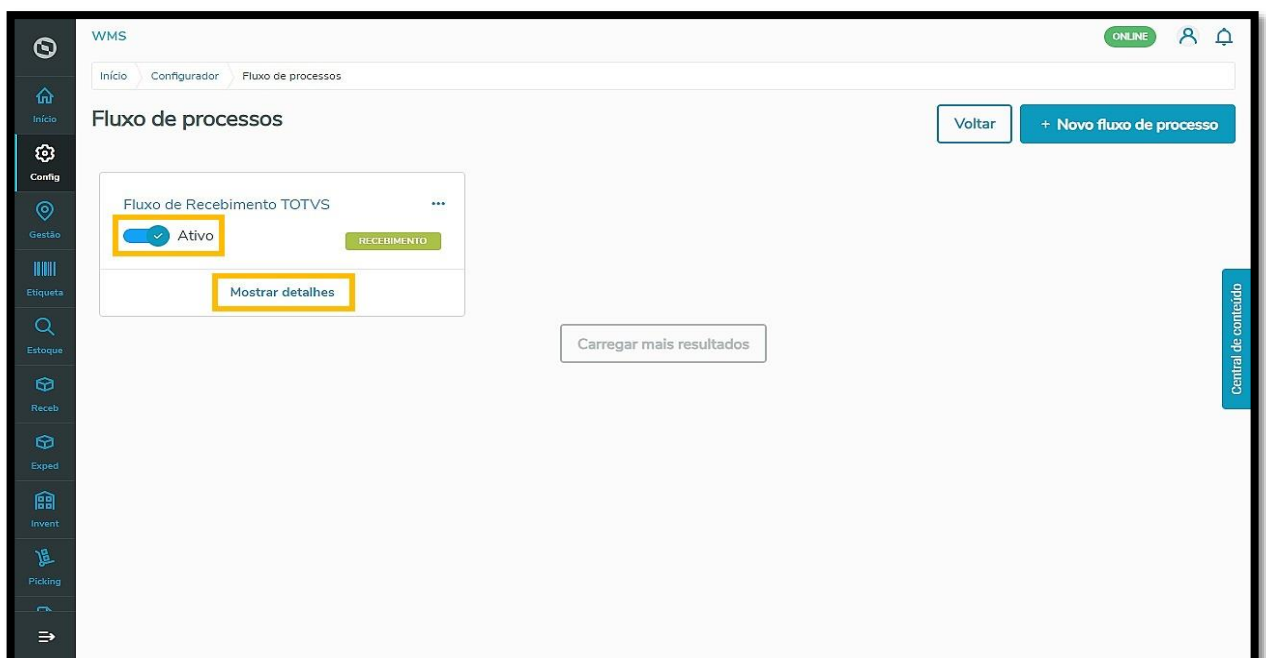 WMS
ONLINE
Início
Configurador
Fluxo de processos
Fluxo de processos
Voltar
+ Novo fluxo de processo
Início
Config
Gestão
Etiqueta
Estoque
Receb
Exped
Invent
Picking
Fluxo de Recebimento TOTVS
...
Ativo
RECEBIMENTO
Mostrar detalhes
Carregar mais resultados
Central de conteúdo